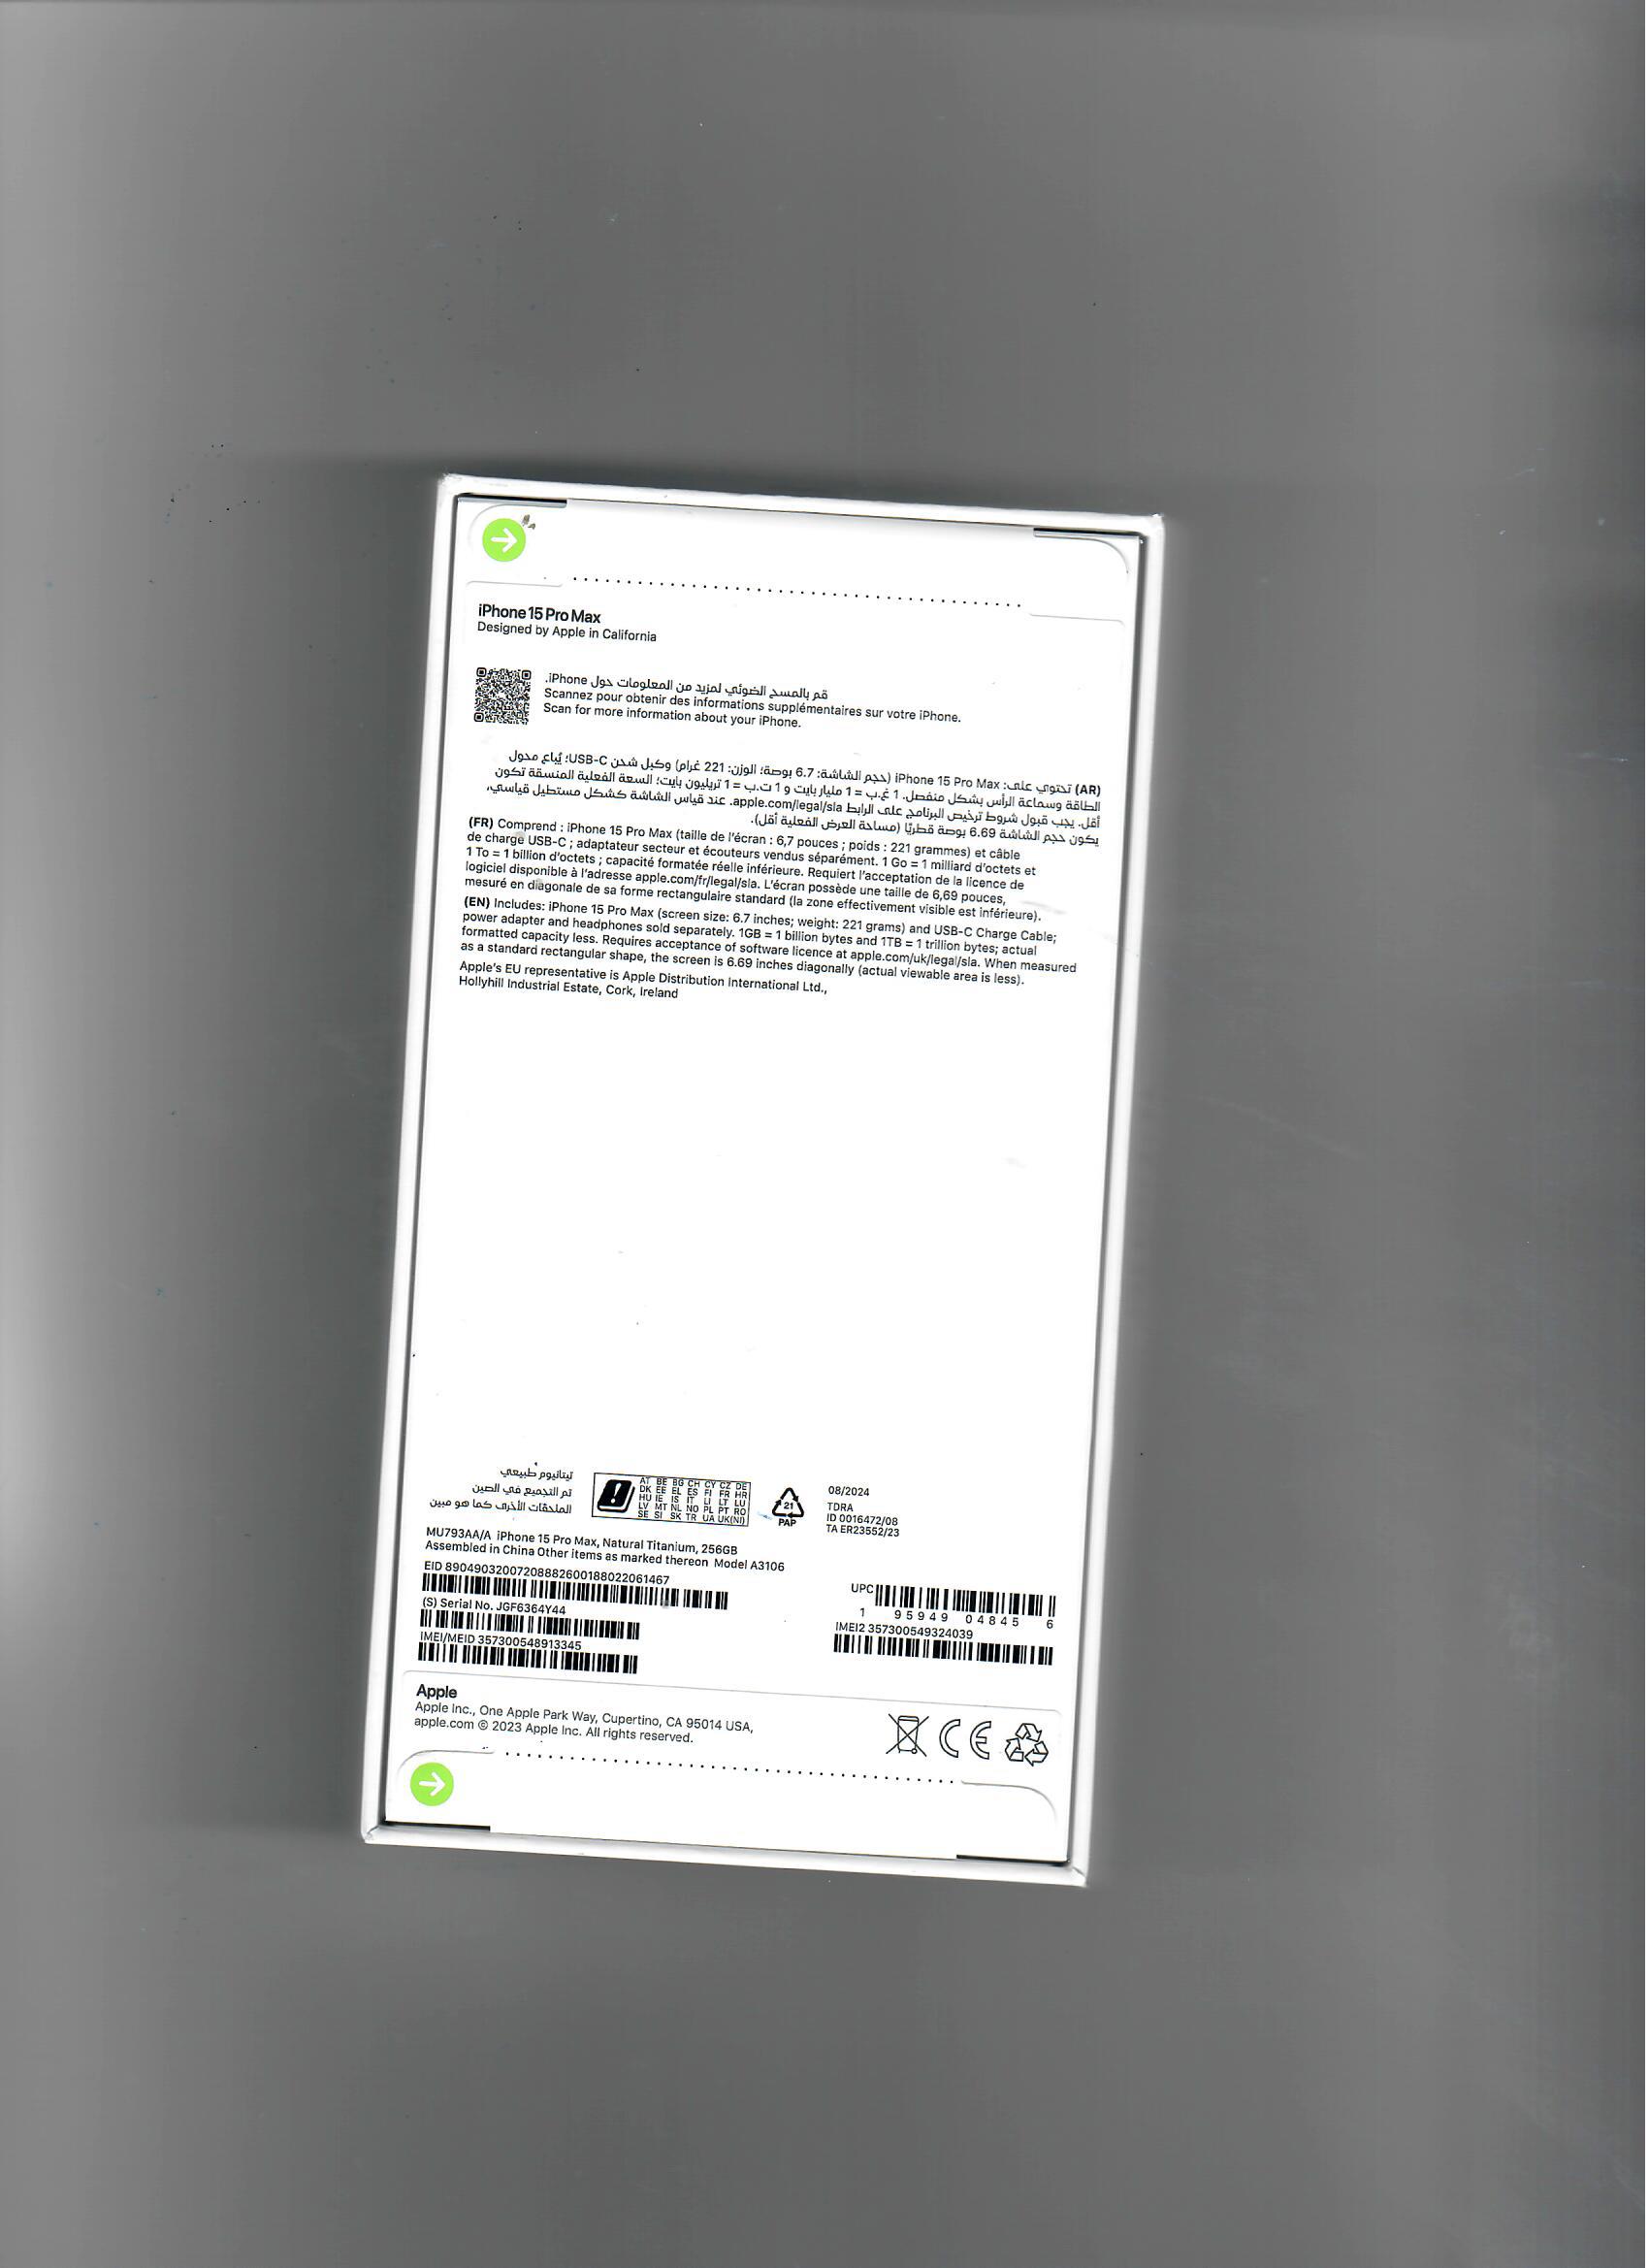 iPhone 15 Pro Max
Designed by Apple in California
قم بالمسح الضوئي لمزيد من المعلومات حول iPhone.
Scannez pour obtenir des informations supplémentaires sur votre iPhone.
Scan for more information about your iPhone.
(AR) تحتوي على: iPhone 15 Pro Max (حجم الشاشة: 6.7 بوصة؛ الوزن: 221 غرام) وكبل شحن USB-C؛ يُباع محول
الطاقة وسماعة الرأس بشكل منفصل. 1 غ.ب = 1 مليار بايت و 1 ت.ب = 1 تريليون بايت؛ السعة الفعلية المنسقة تكون
أقل. يجب قبول شروط ترخيص البرنامج على الرابط apple.com/legal/sla. عند قياس الشاشة كشكل مستطيل قياسي،
يكون حجم الشاشة 6.69 بوصة قطريًا (مساحة العرض الفعلية أقل).
(FR) Comprend : iPhone 15 Pro Max (taille de l'écran : 6,7 pouces ; poids : 221 grammes) et câble
de charge USB-C ; adaptateur secteur et écouteurs vendus séparément. 1 Go = 1 milliard d'octets et
1 To = 1 billion d'octets ; capacité formatée réelle inférieure. Requiert l'acceptation de la licence de
logiciel disponible à l'adresse apple.com/fr/legal/sla. L'écran possède une taille de 6,69 pouces,
mesuré en diagonale de sa forme rectangulaire standard (la zone effectivement visible est inférieure).
(EN) Includes: iPhone 15 Pro Max (screen size: 6.7 inches; weight: 221 grams) and USB-C Charge Cable;
power adapter and headphones sold separately. 1GB = 1 billion bytes and 1TB = 1 trillion bytes; actual
formatted capacity less. Requires acceptance of software licence at apple.com/uk/legal/sla. When measured
as a standard rectangular shape, the screen is 6.69 inches diagonally (actual viewable area is less).
Apple's EU representative is Apple Distribution International Ltd.,
Hollyhill Industrial Estate, Cork, Ireland
تيتانيوم طبيعي
تم التجميع في الصين
الملحقات الأخرى كما هو مبين
AT BE BG CH CY CZ DE
DK EE EL ES FI FR HR
HU IE IS IT LI LT LU
LV MT NL NO PL PT RO
SE SI SK TR UA UK(NI)
21
PAP
08/2024
TDRA
ID 0016472/08
TA ER23552/23
MU793AA/A iPhone 15 Pro Max, Natural Titanium, 256GB
Assembled in China Other items as marked thereon Model A3106
EID 89049032007208882600188022061467
(S) Serial No. JGF6364Y44
IMEI/MEID 357300548913345
UPC
1 95949 04845 6
IMEI2 357300549324039
Apple
Apple Inc., One Apple Park Way, Cupertino, CA 95014 USA,
apple.com © 2023 Apple Inc. All rights reserved.
CE